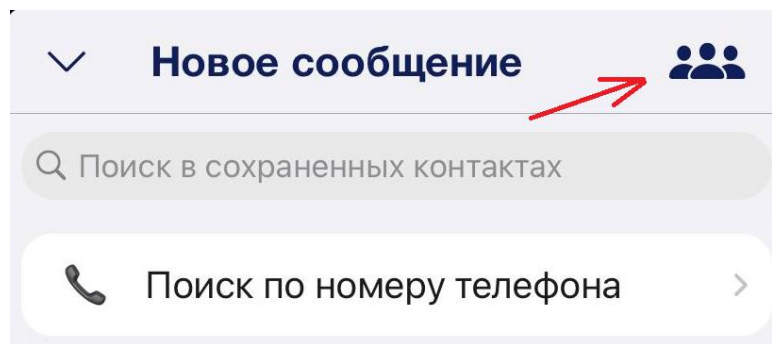 Новое сообщение
Поиск в сохраненных контактах
Поиск по номеру телефона